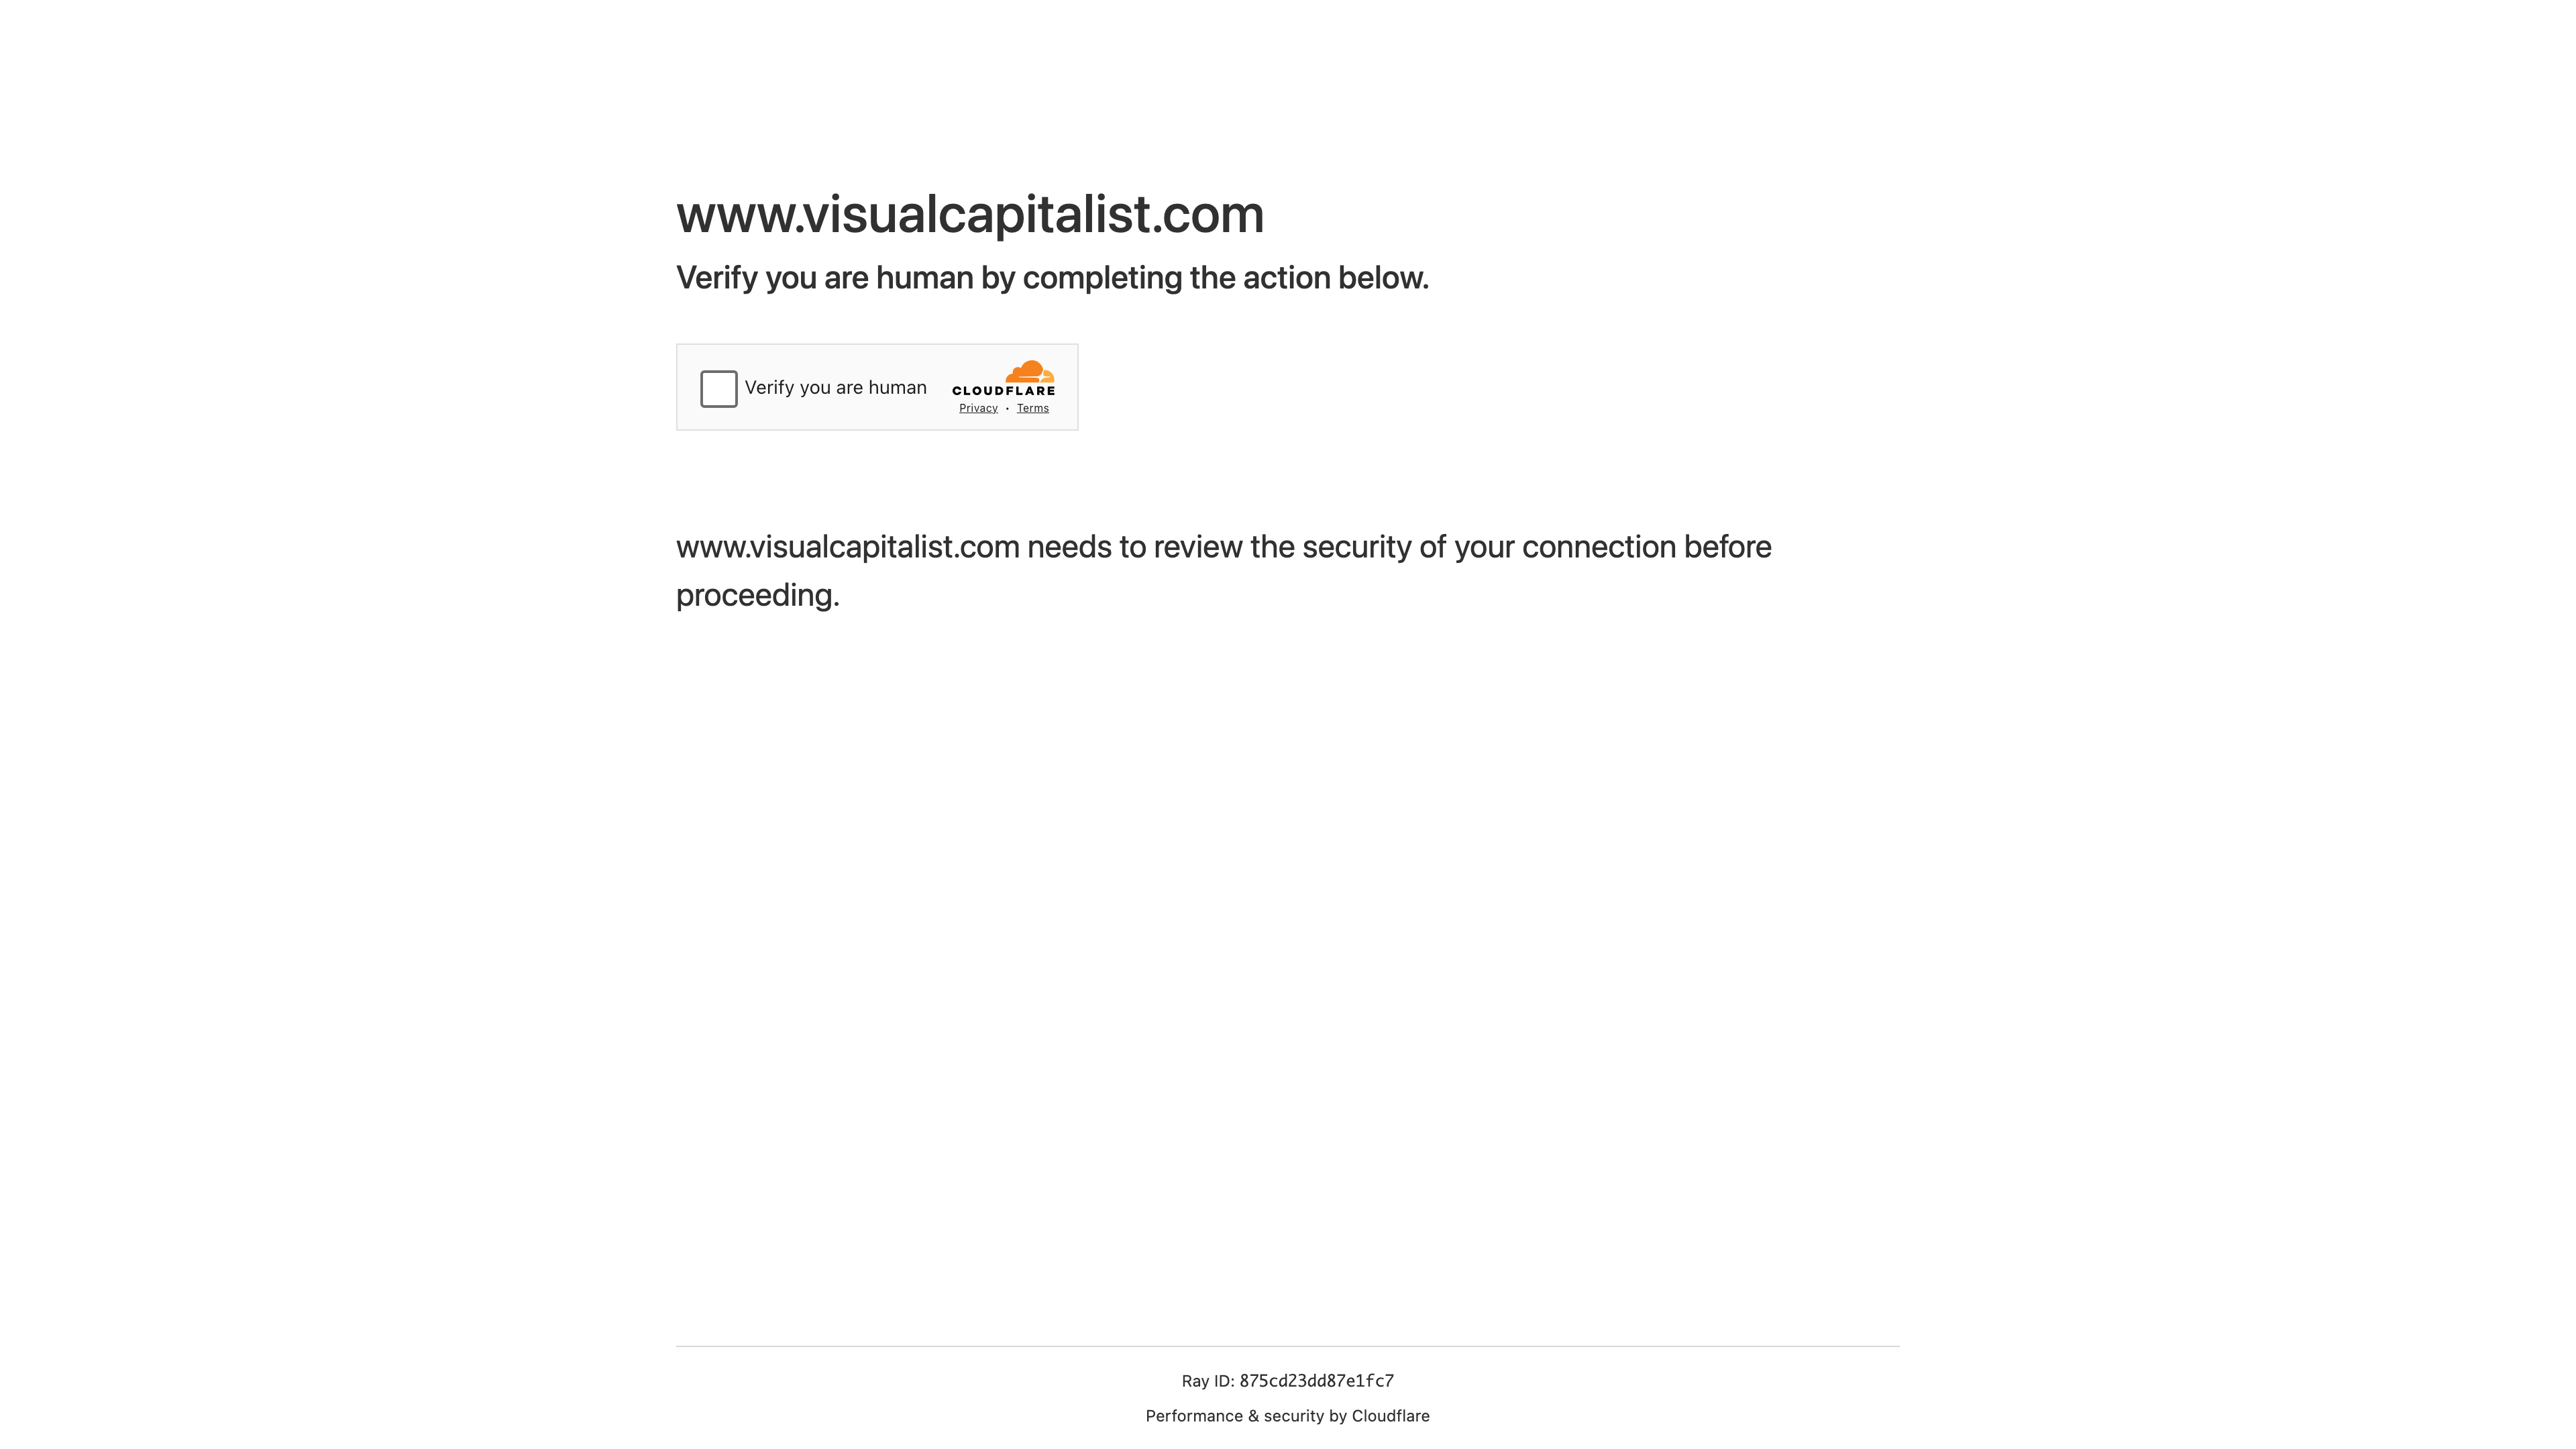 www.visualcapitalist.com
Verify you are human by completing the action below.
Verify you are human
CLOUDFLARE
Privacy • Terms
www.visualcapitalist.com needs to review the security of your connection before
proceeding.
Ray ID: 875cd23dd87e1fc7
Performance & security by Cloudflare